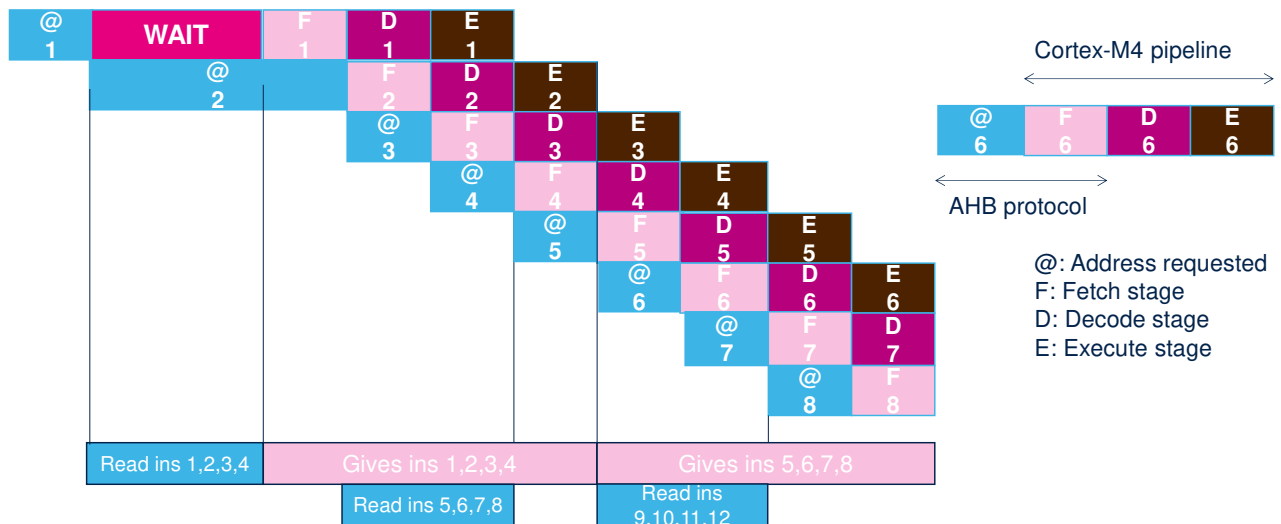 @
1
WAIT
F
1
D
1
E
1
@
2
F
2
D
2
E
2
@
3
F
3
D
3
E
3
@
4
F
4
D
4
E
4
@
5
F
5
D
5
E
5
@
6
F
6
D
6
E
6
@
7
F
7
D
7
@
8
F
8
Read ins 1,2,3,4
Gives ins 1,2,3,4
Gives ins 5,6,7,8
Read ins 5,6,7,8
Read ins
9,10,11,12
Cortex-M4 pipeline
@
6
F
6
D
6
E
6
AHB protocol
@: Address requested
F: Fetch stage
D: Decode stage
E: Execute stage